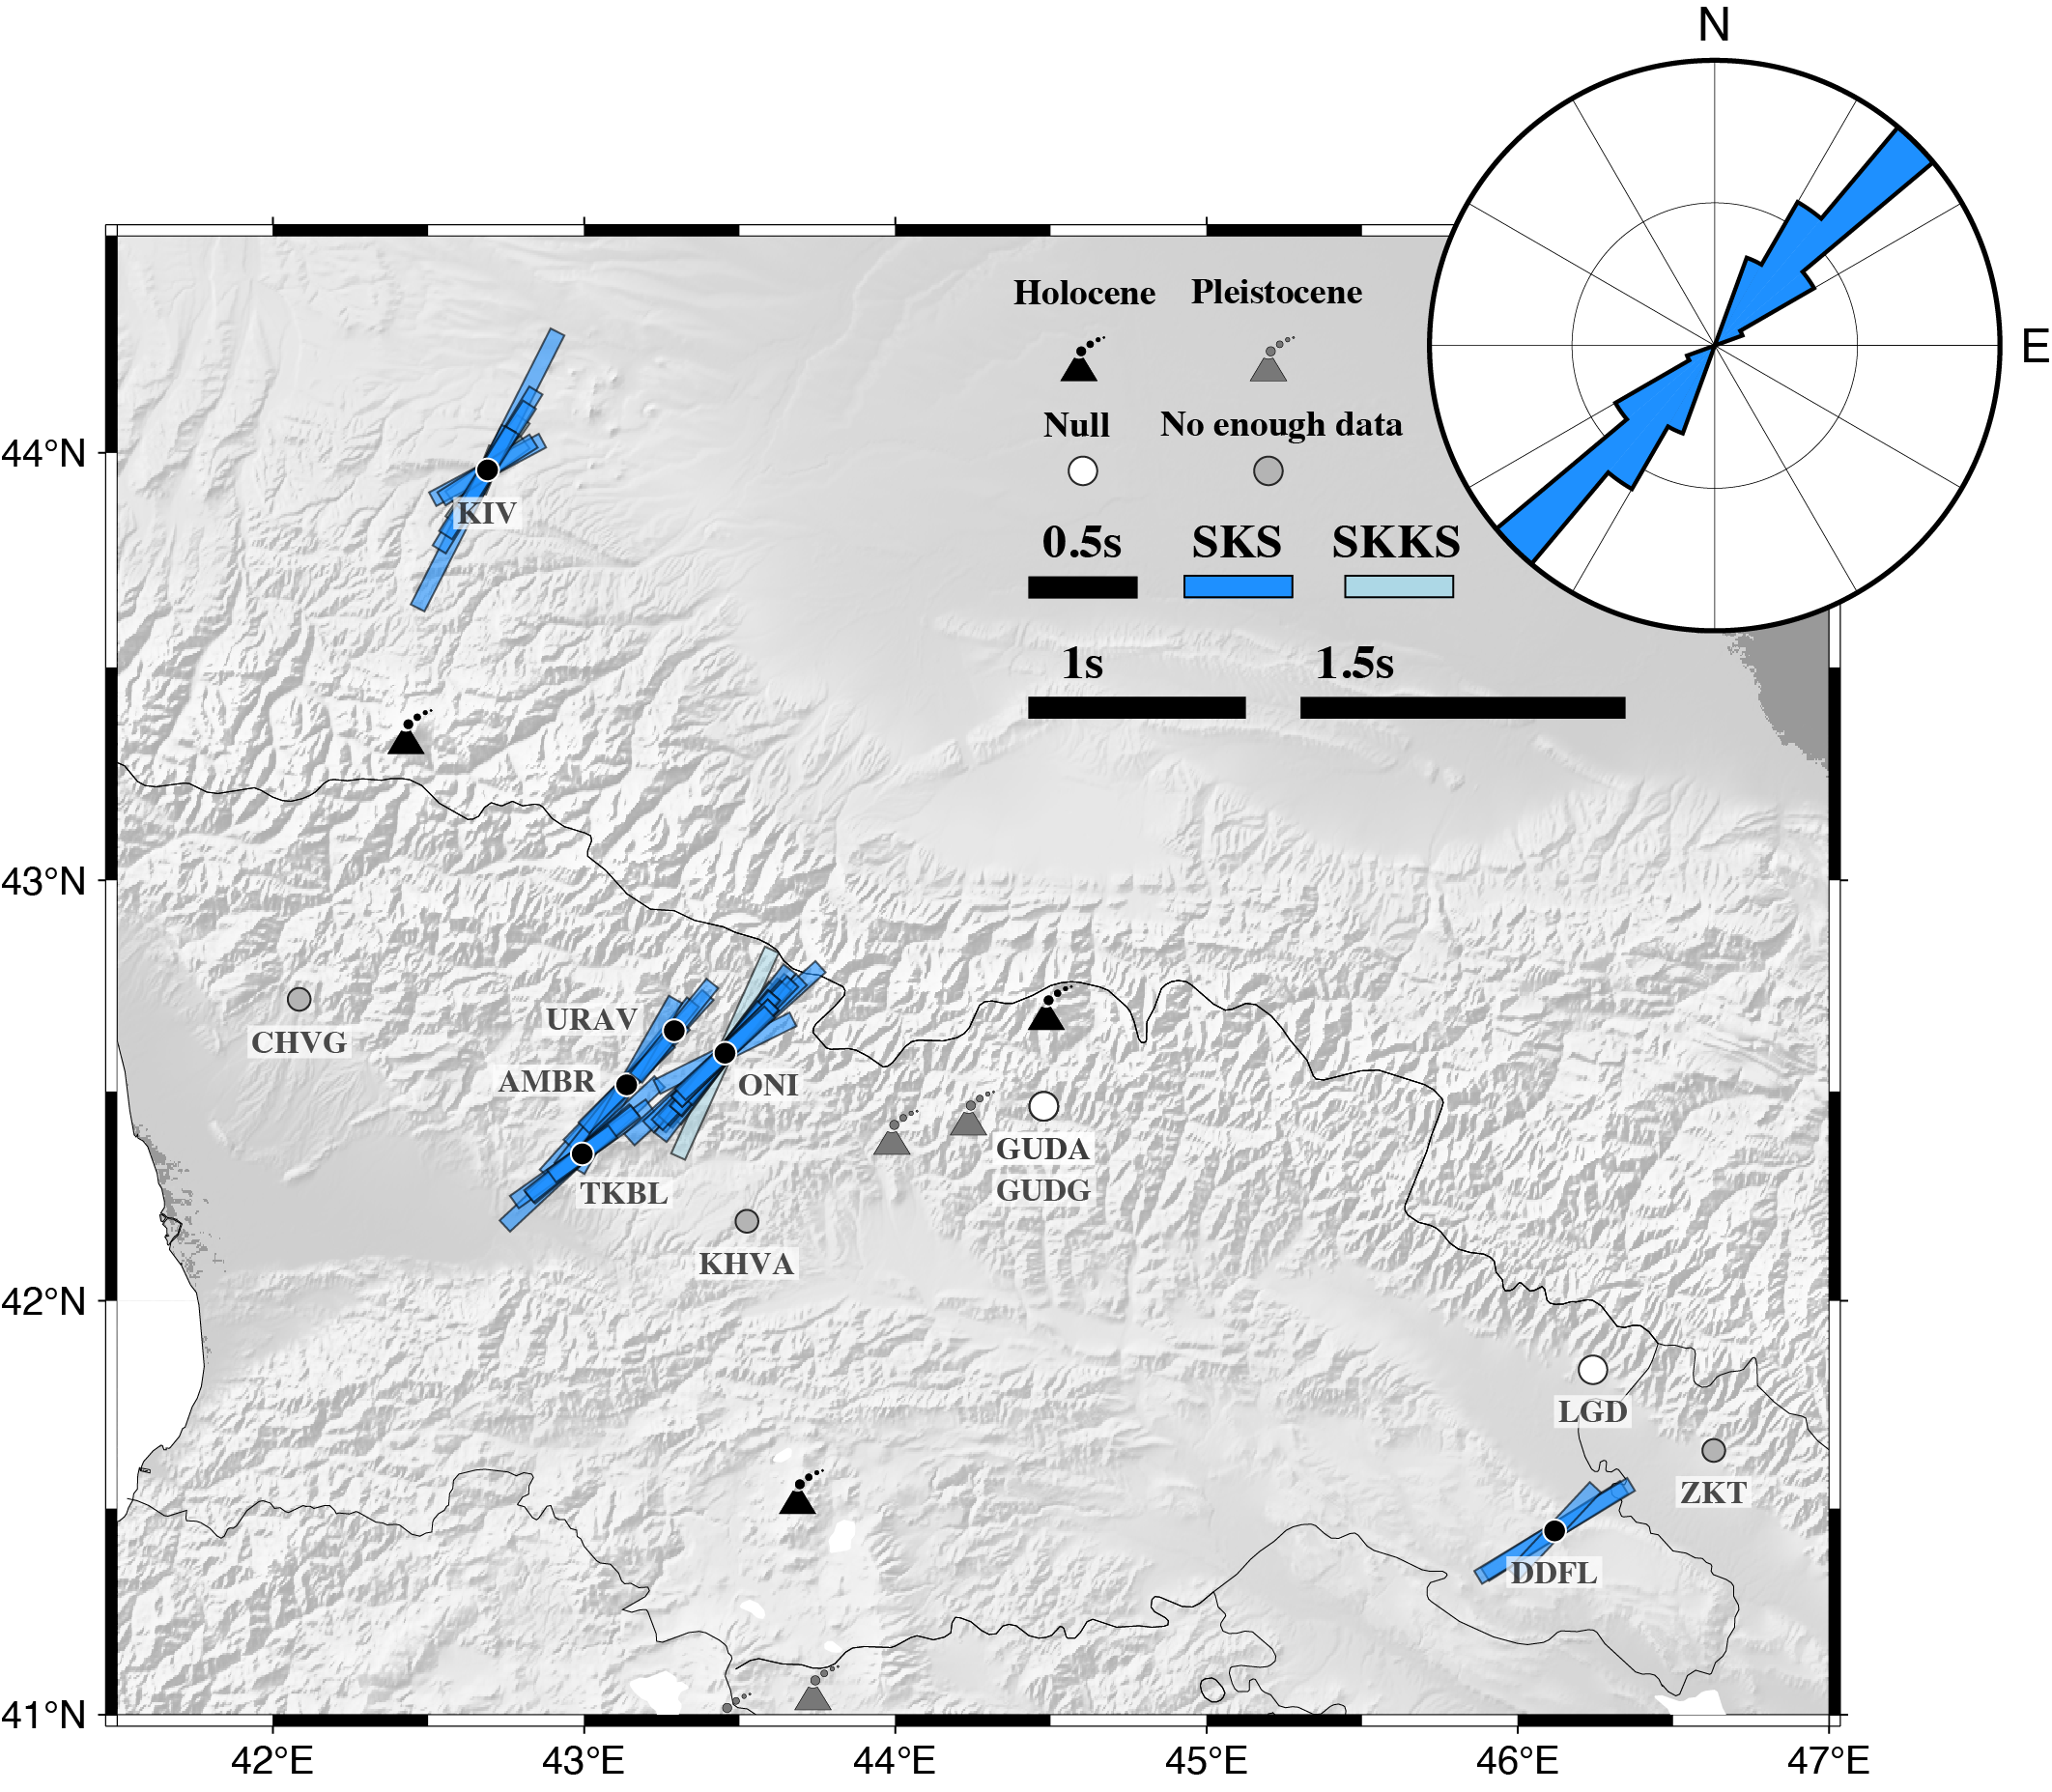 N
E
Holocene Pleistocene
Null No enough data
0.5s SKS SKKS
1s 1.5s
44°N
KIV
43°N
CHVG
URAV
AMBR
ONI
TKBL
GUDA
GUDG
KHVA
42°N
LGD
ZKT
DDFL
41°N
42°E 43°E 44°E 45°E 46°E 47°E